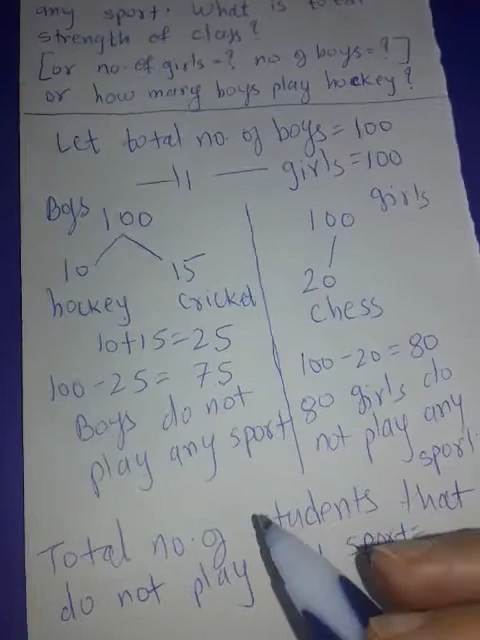 any sport. What is total
strength of class?
[or no. of girls=? no of boys=?]
or how many boys play hockey?
Let total no. of boys=100
—11— girls=100
Boys 100
10 15
hockey cricket
10+15=25
100-25= 75
Boys do not
play any sport
100 girls
20
chess
100-20=80
80 girls do
not play any
sport.
Total no. of students that
do not play sport=